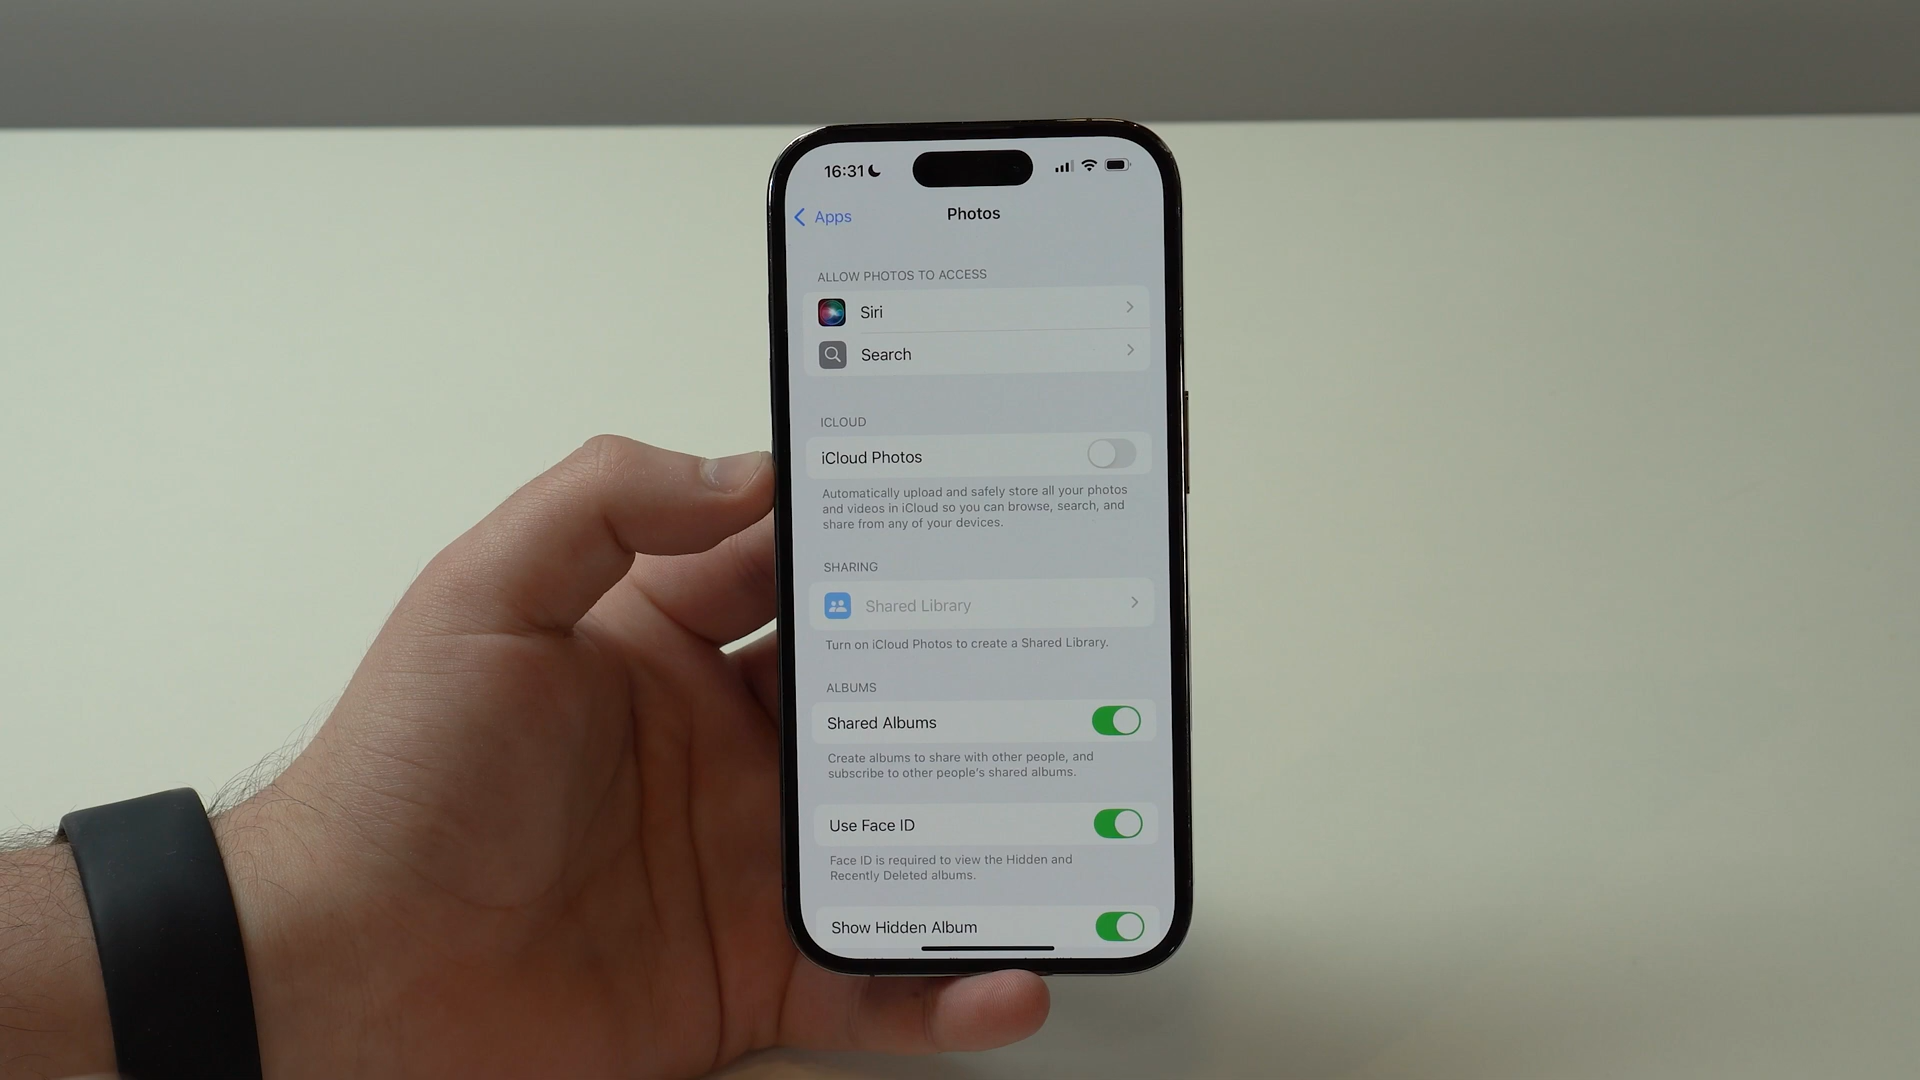 16:31
Apps
Photos
ALLOW PHOTOS TO ACCESS
Siri
Search
ICLOUD
iCloud Photos
Automatically upload and safely store all your photos
and videos in iCloud so you can browse, search, and
share from any of your devices.
SHARING
Shared Library
Turn on iCloud Photos to create a Shared Library.
ALBUMS
Shared Albums
Create albums to share with other people, and
subscribe to other people's shared albums.
Use Face ID
Face ID is required to view the Hidden and
Recently Deleted albums.
Show Hidden Album